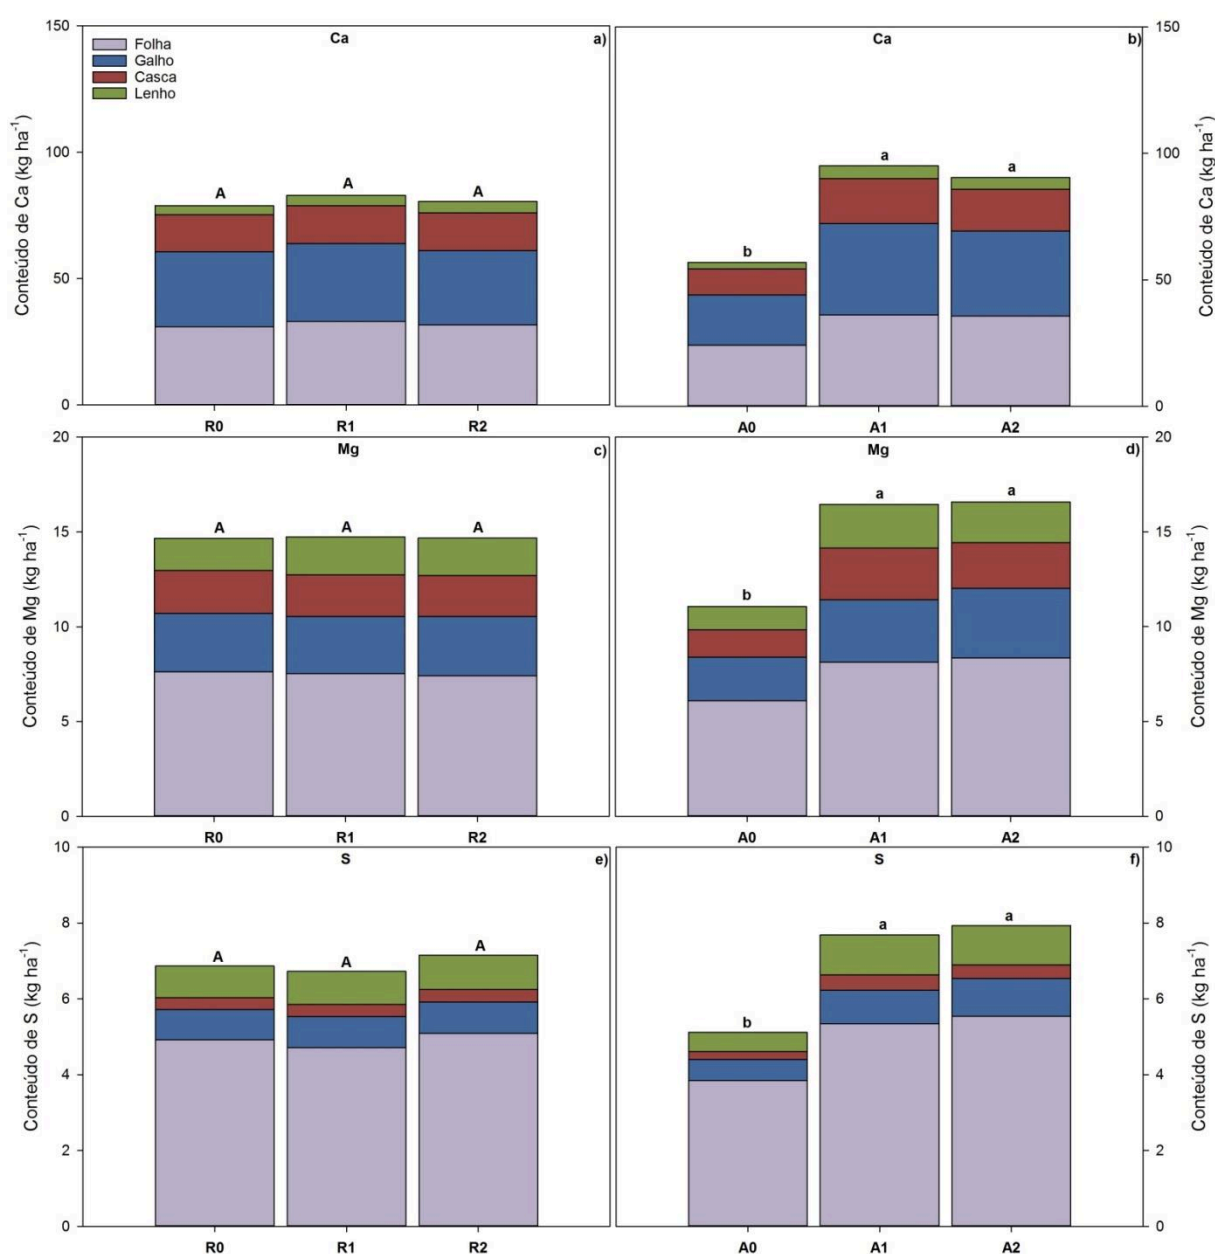 Ca
a)
Folha
Galho
Casca
Lenho
Conteúdo de Ca (kg ha-1)
150
100
50
0
A
A
A
R0
R1
R2
Ca
b)
b
a
a
A0
A1
A2
150
100
50
0
Conteúdo de Ca (kg ha-1)
Mg
c)
Conteúdo de Mg (kg ha-1)
20
15
10
5
0
A
A
A
R0
R1
R2
Mg
d)
b
a
a
A0
A1
A2
20
15
10
5
0
Conteúdo de Mg (kg ha-1)
S
e)
Conteúdo de S (kg ha-1)
10
8
6
4
2
0
A
A
A
R0
R1
R2
S
f)
b
a
a
A0
A1
A2
10
8
6
4
2
0
Conteúdo de S (kg ha-1)